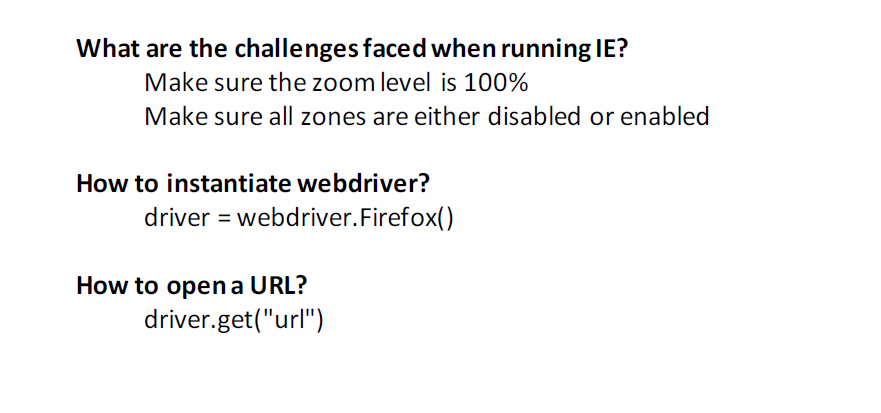 What are the challenges faced when running IE?
Make sure the zoom level is 100%
Make sure all zones are either disabled or enabled
How to instantiate webdriver?
driver = webdriver.Firefox()
How to open a URL?
driver.get("url")